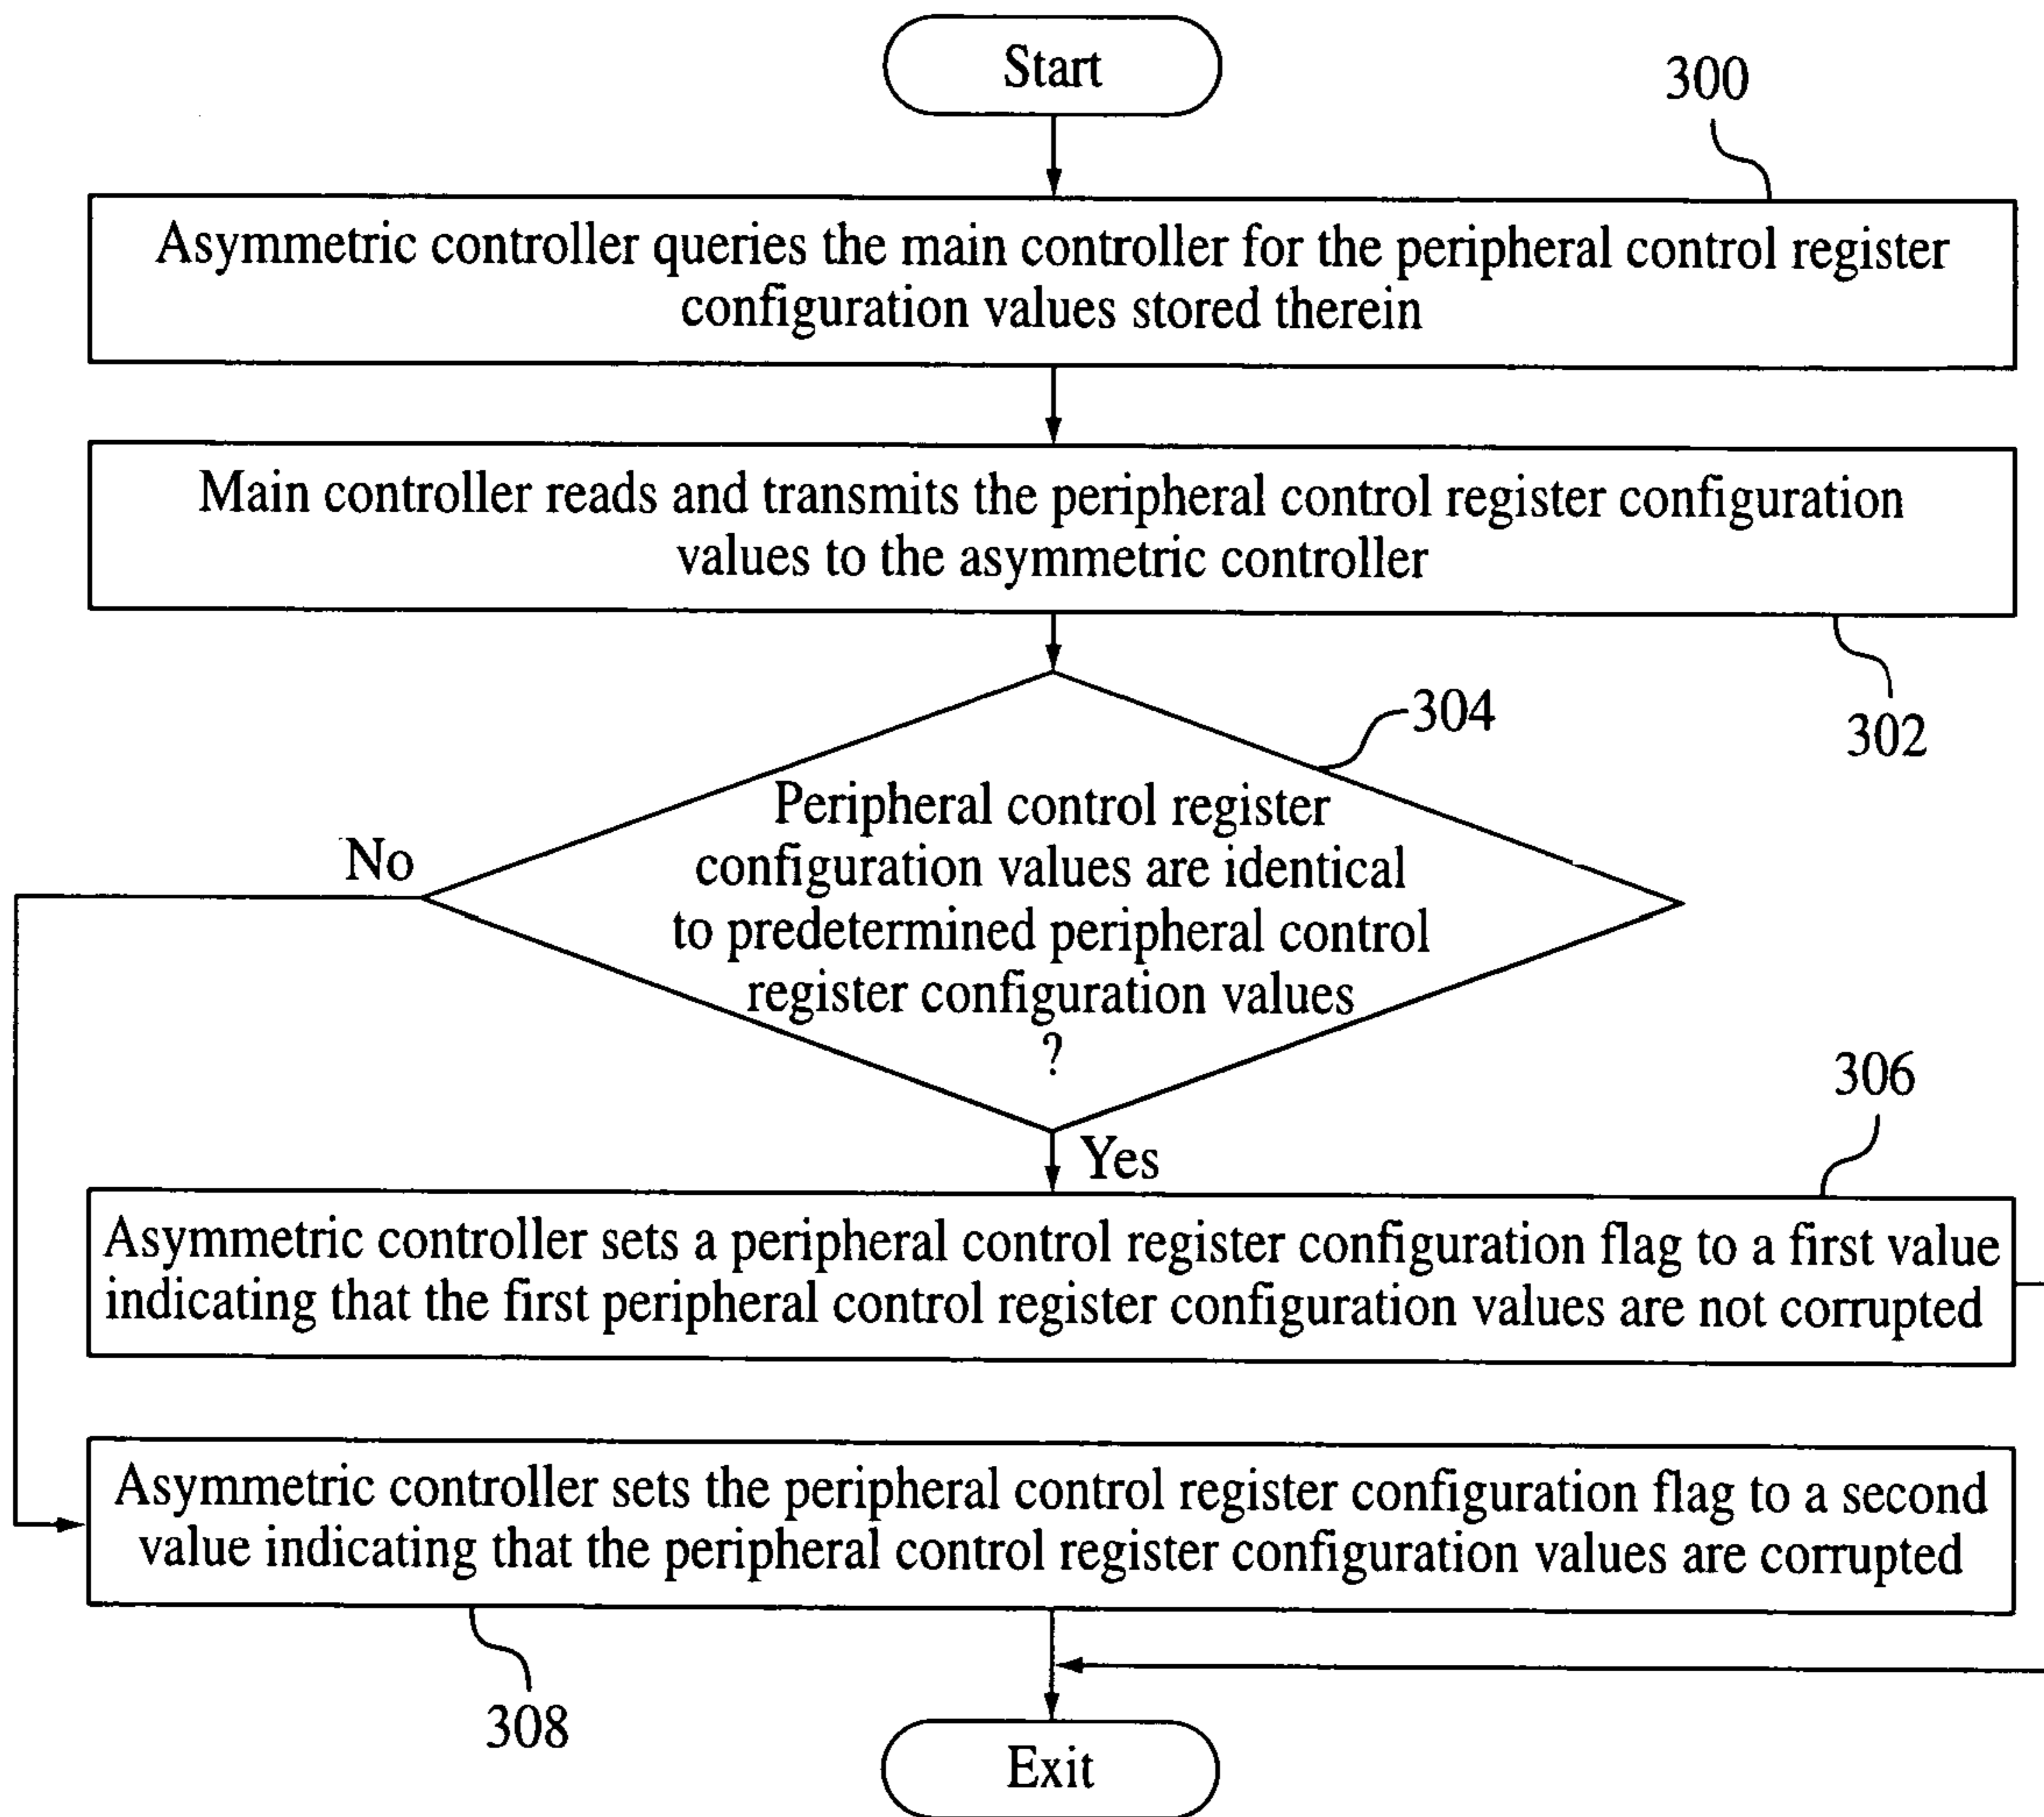 Start
300
Asymmetric controller queries the main controller for the peripheral control register
configuration values stored therein
Main controller reads and transmits the peripheral control register configuration
values to the asymmetric controller
302
304
Peripheral control register
configuration values are identical
to predetermined peripheral control
register configuration values
?
No
Yes
306
Asymmetric controller sets a peripheral control register configuration flag to a first value
indicating that the first peripheral control register configuration values are not corrupted
Asymmetric controller sets the peripheral control register configuration flag to a second
value indicating that the peripheral control register configuration values are corrupted
308
Exit